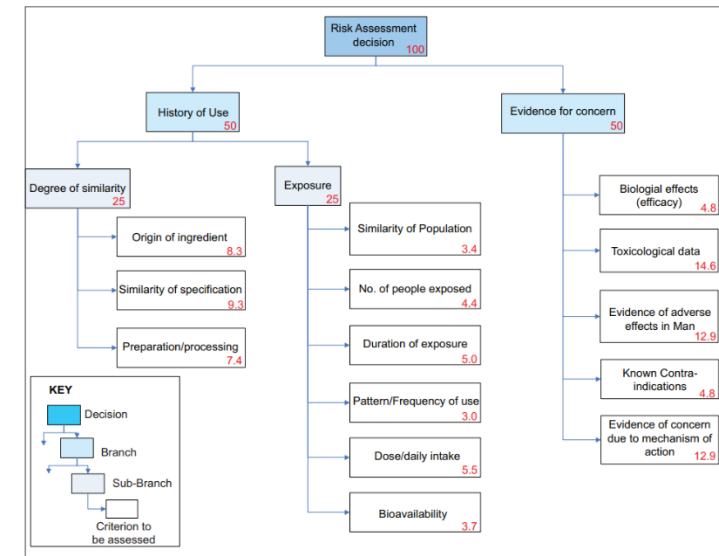 Risk Assessment
decision
100
History of Use
50
Evidence for concern
50
Degree of similarity
25
Exposure
25
Origin of ingredient
8.3
Similarity of specification
9.3
Preparation/processing
7.4
Similarity of Population
3.4
No. of people exposed
4.4
Duration of exposure
5.0
Pattern/Frequency of use
3.0
Dose/daily intake
5.5
Bioavailability
3.7
Biologial effects
(efficacy)
4.8
Toxicological data
14.6
Evidence of adverse
effects in Man
12.9
Known Contra-
indications
4.8
Evidence of concern
due to mechanism of
action
12.9
KEY
Decision
Branch
Sub-Branch
Criterion to
be assessed